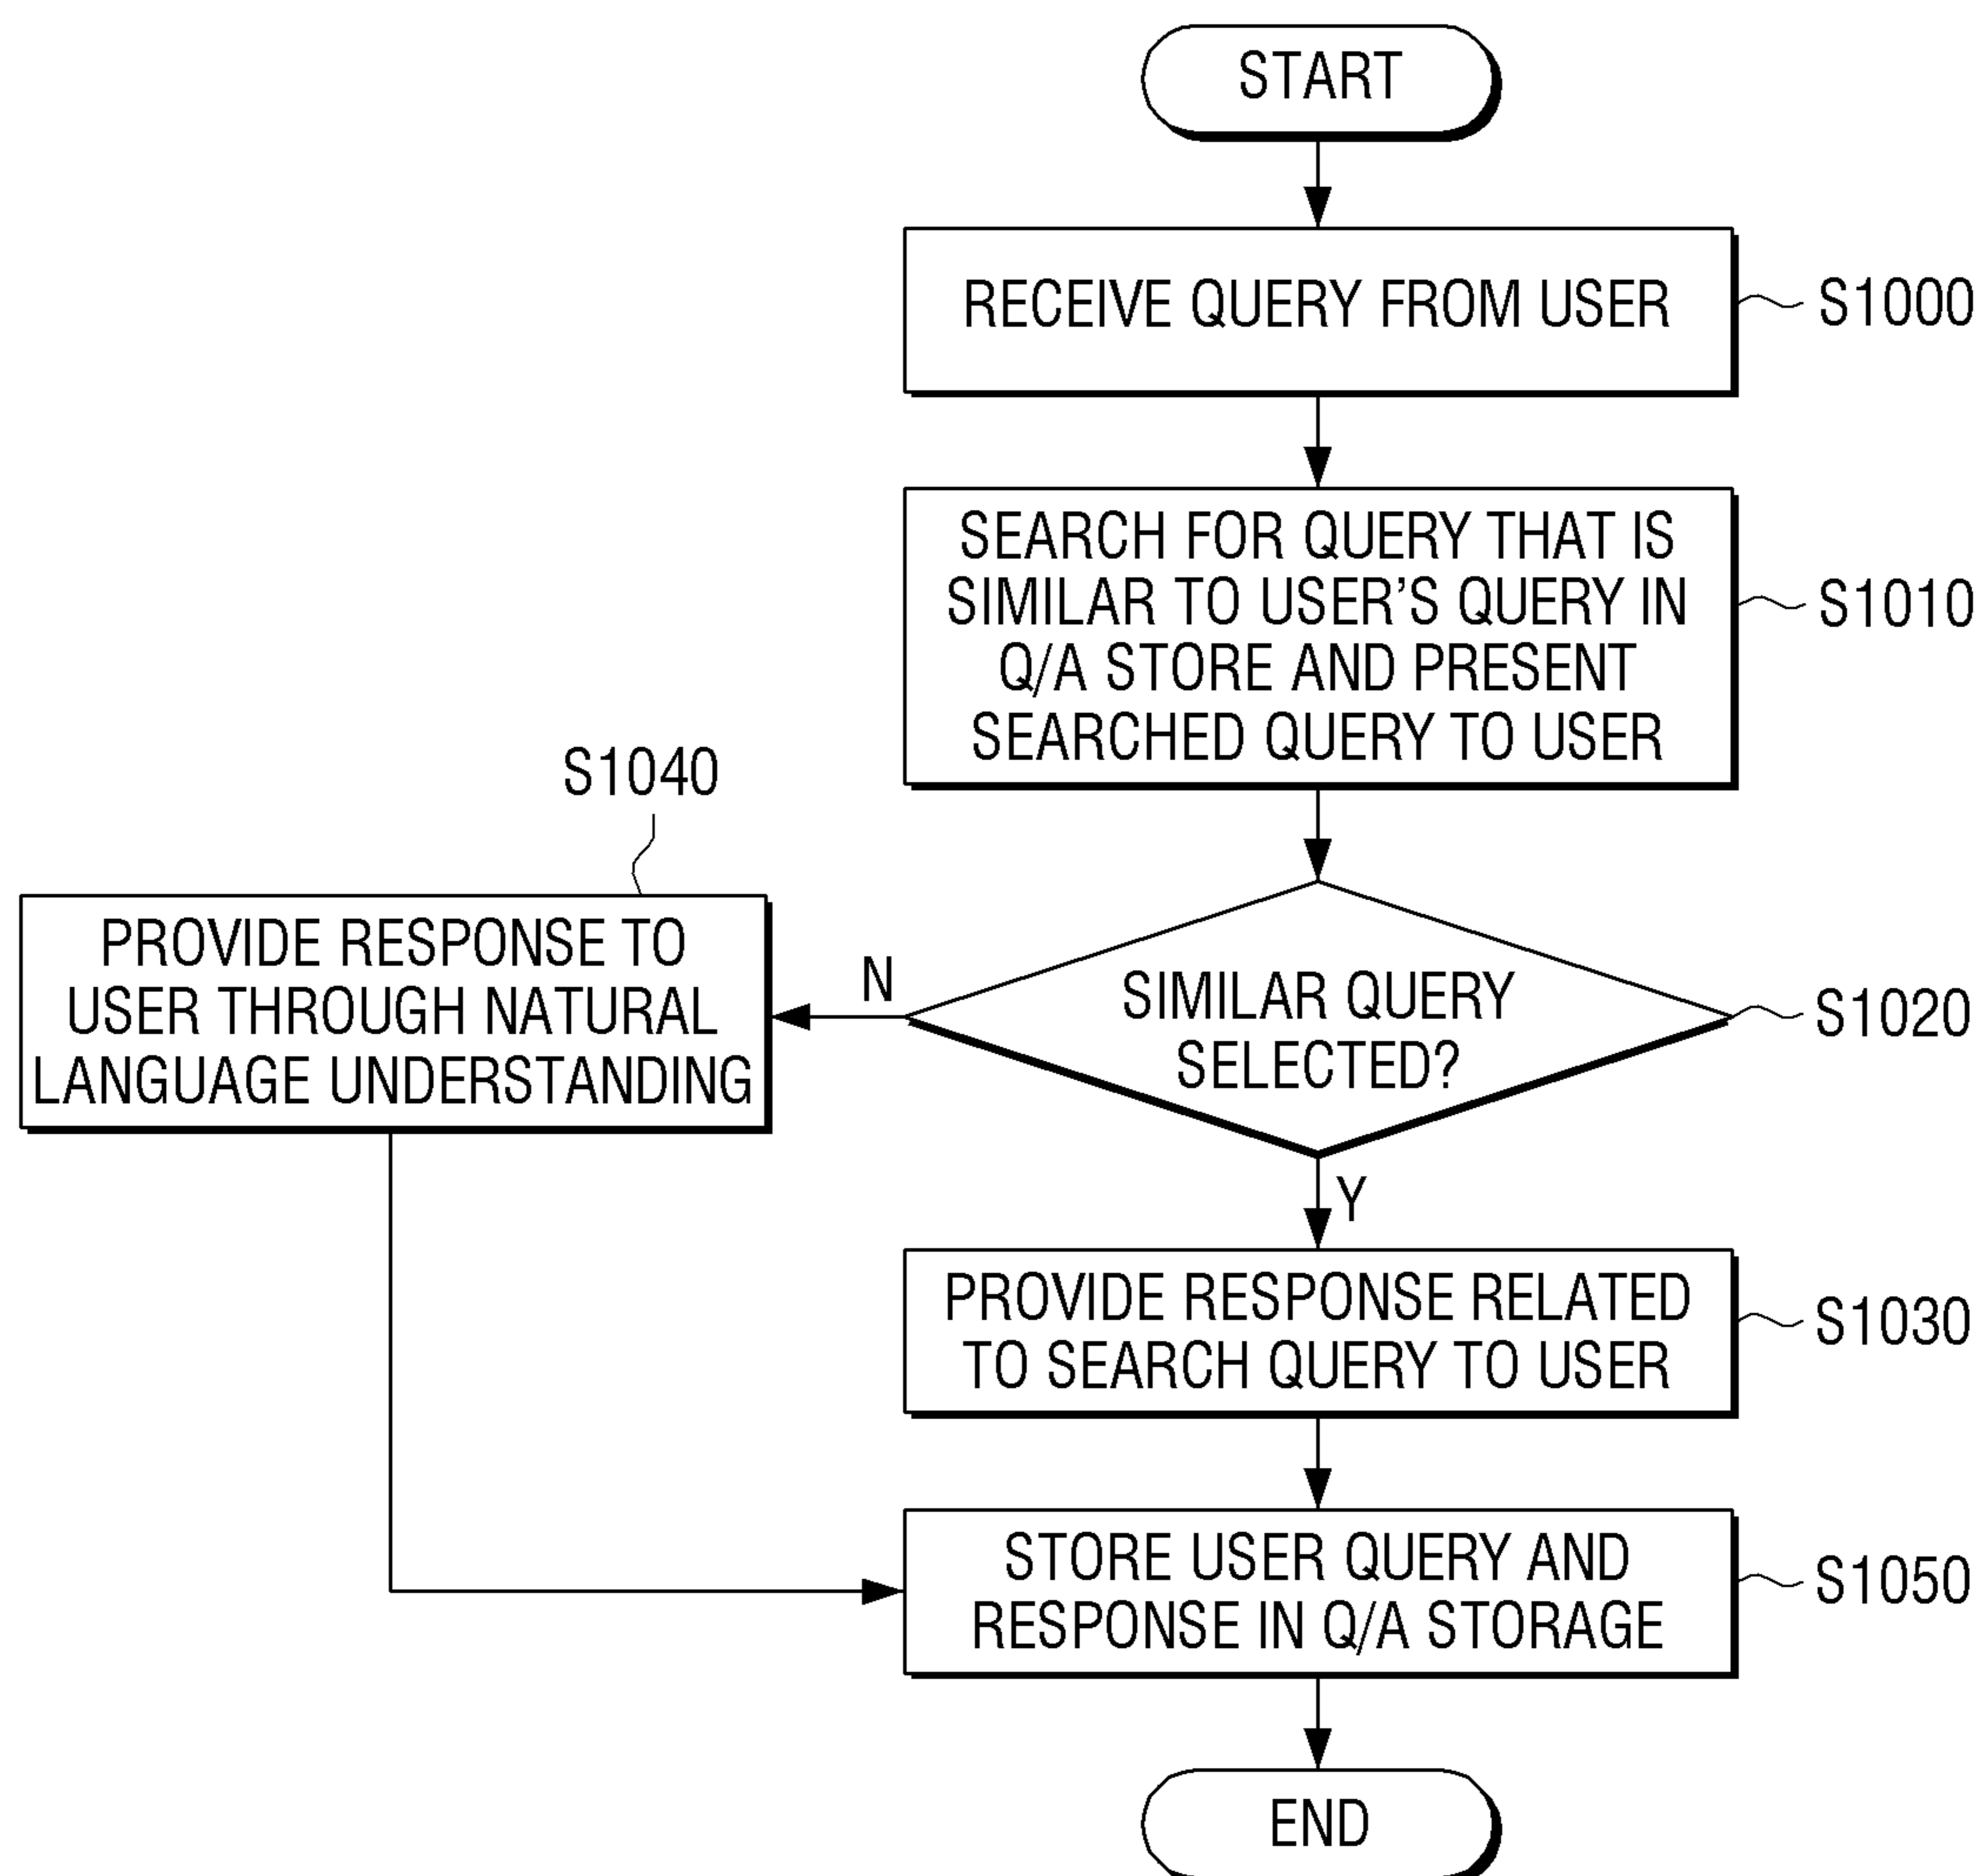 START
RECEIVE QUERY FROM USER
S1000
SEARCH FOR QUERY THAT IS
SIMILAR TO USER'S QUERY IN
Q/A STORE AND PRESENT
SEARCHED QUERY TO USER
S1010
SIMILAR QUERY
SELECTED?
S1020
N
S1040
PROVIDE RESPONSE TO
USER THROUGH NATURAL
LANGUAGE UNDERSTANDING
Y
PROVIDE RESPONSE RELATED
TO SEARCH QUERY TO USER
S1030
STORE USER QUERY AND
RESPONSE IN Q/A STORAGE
S1050
END